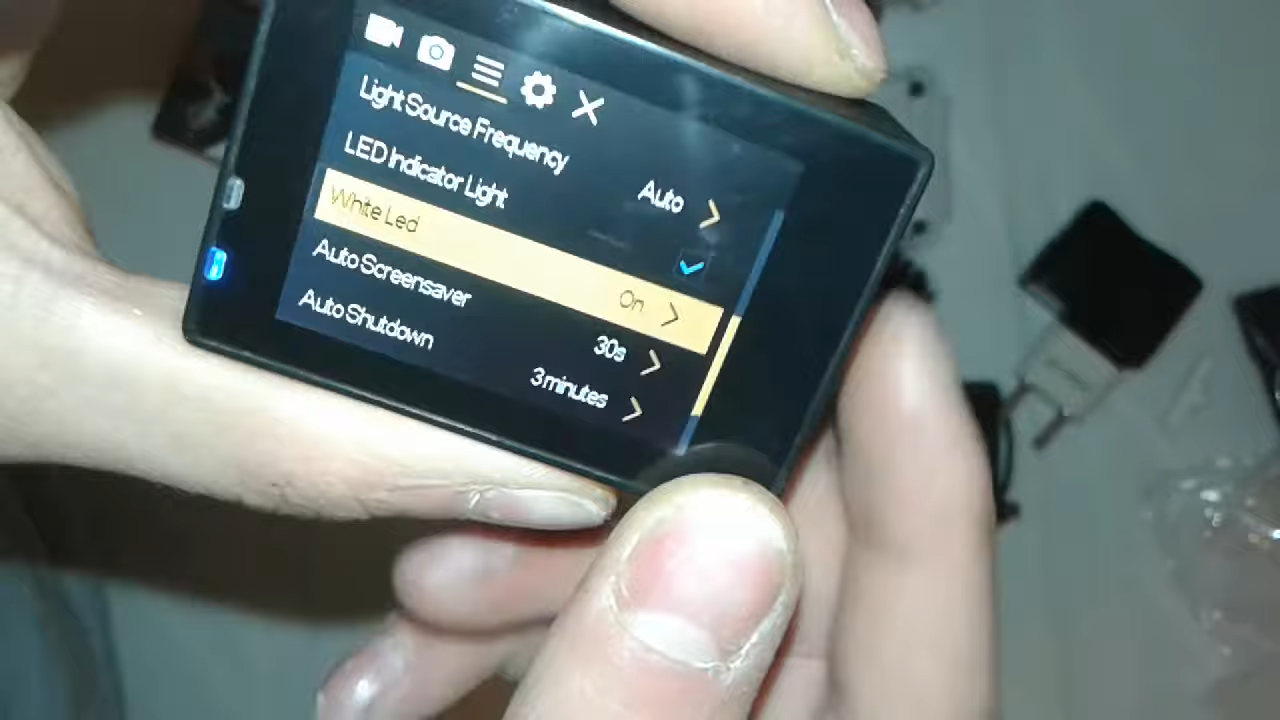 Light Source Frequency
Auto
LED Indicator Light
White Led
On
Auto Screensaver
30s
Auto Shutdown
3 minutes